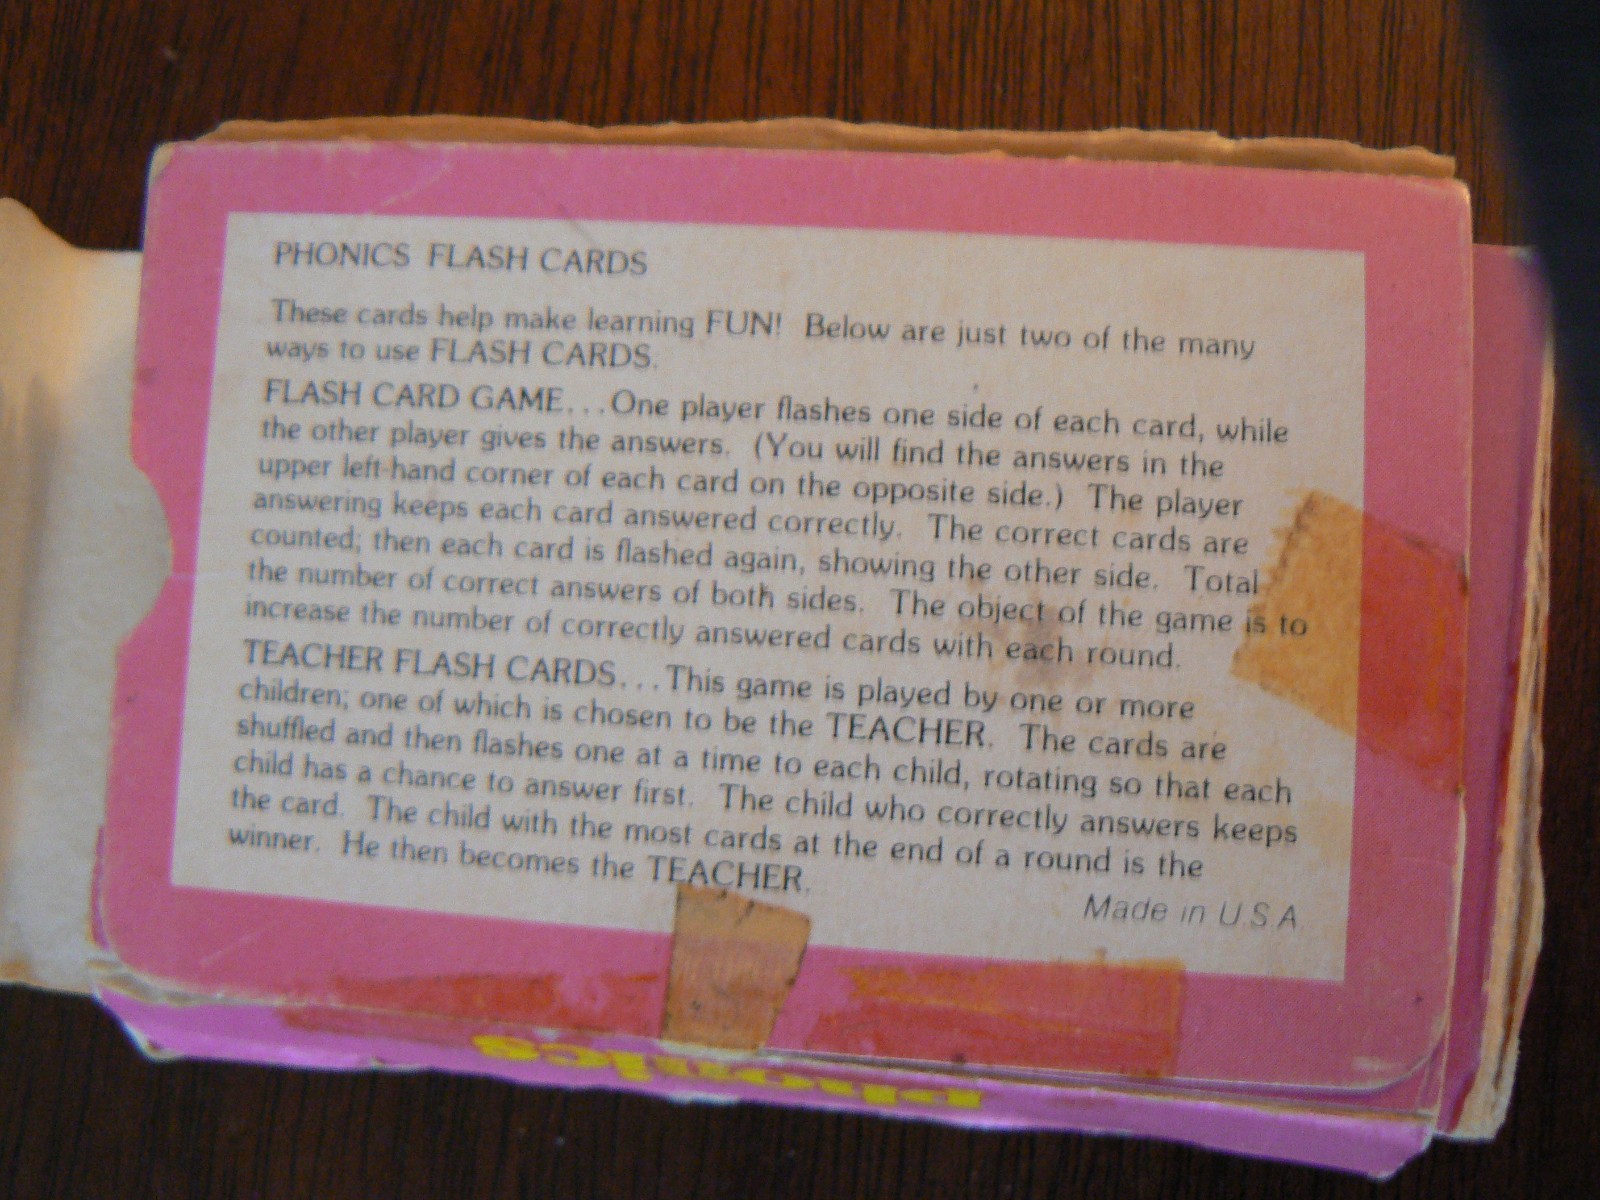 PHONICS FLASH CARDS
These cards help make learning FUN! Below are just two of the many
ways to use FLASH CARDS.
FLASH CARD GAME...One player flashes one side of each card, while
the other player gives the answers. (You will find the answers in the
upper left-hand corner of each card on the opposite side.) The player
answering keeps each card answered correctly. The correct cards are
counted; then each card is flashed again, showing the other side. Total
the number of correct answers of both sides. The object of the game is to
increase the number of correctly answered cards with each round.
TEACHER FLASH CARDS...This game is played by one or more
children; one of which is chosen to be the TEACHER. The cards are
shuffled and then flashes one at a time to each child, rotating so that each
child has a chance to answer first. The child who correctly answers keeps
the card. The child with the most cards at the end of a round is the
winner. He then becomes the TEACHER.
Made in U.S.A.
phonics